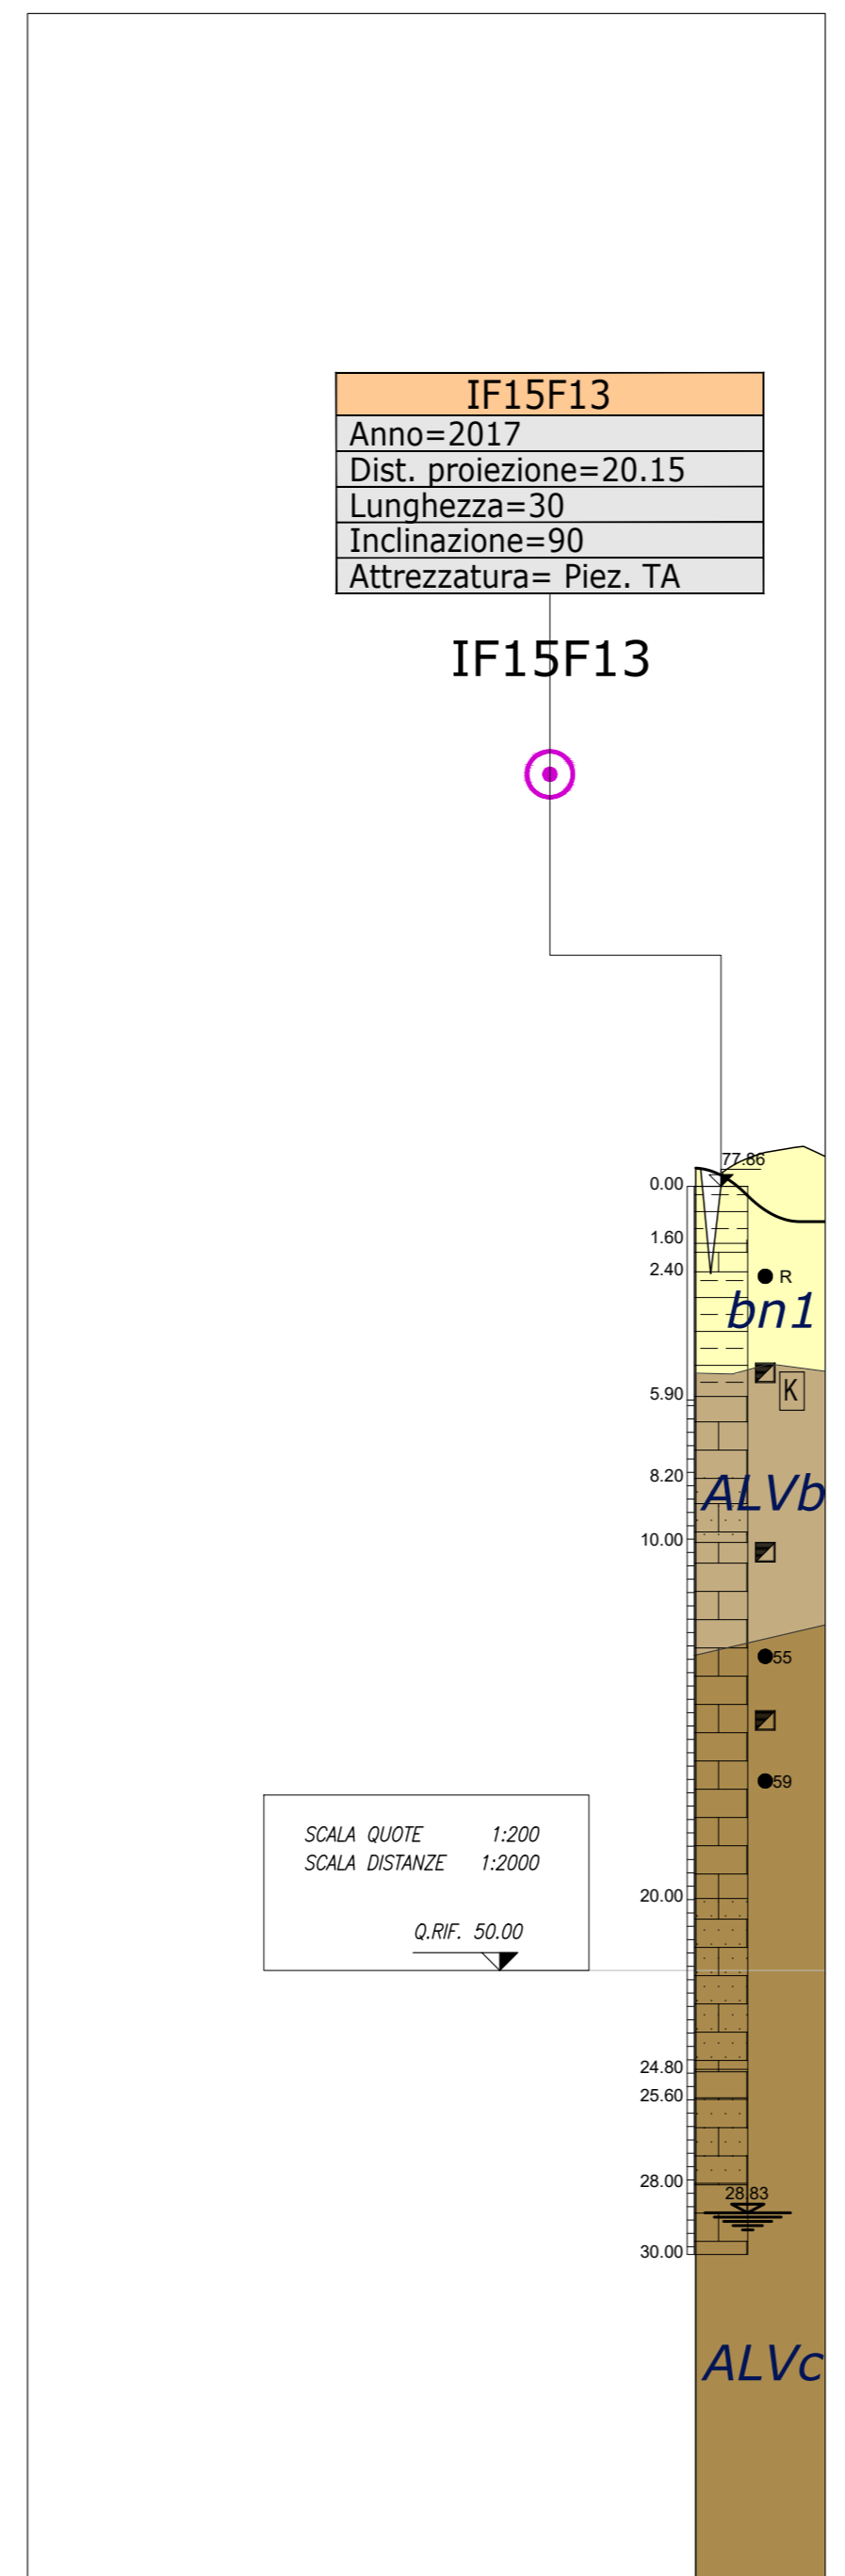 IF15F13
Anno=2017
Dist. proiezione=20.15
Lunghezza=30
Inclinazione=90
Attrezzatura= Piez. TA
IF15F13
77.86
0.00
1.60
2.40
R
bn1
5.90
K
8.20
ALVb
10.00
55
59
SCALA QUOTE 1:200
SCALA DISTANZE 1:2000
20.00
Q.RIF. 50.00
24.80
25.60
28.00
28.83
30.00
ALVc